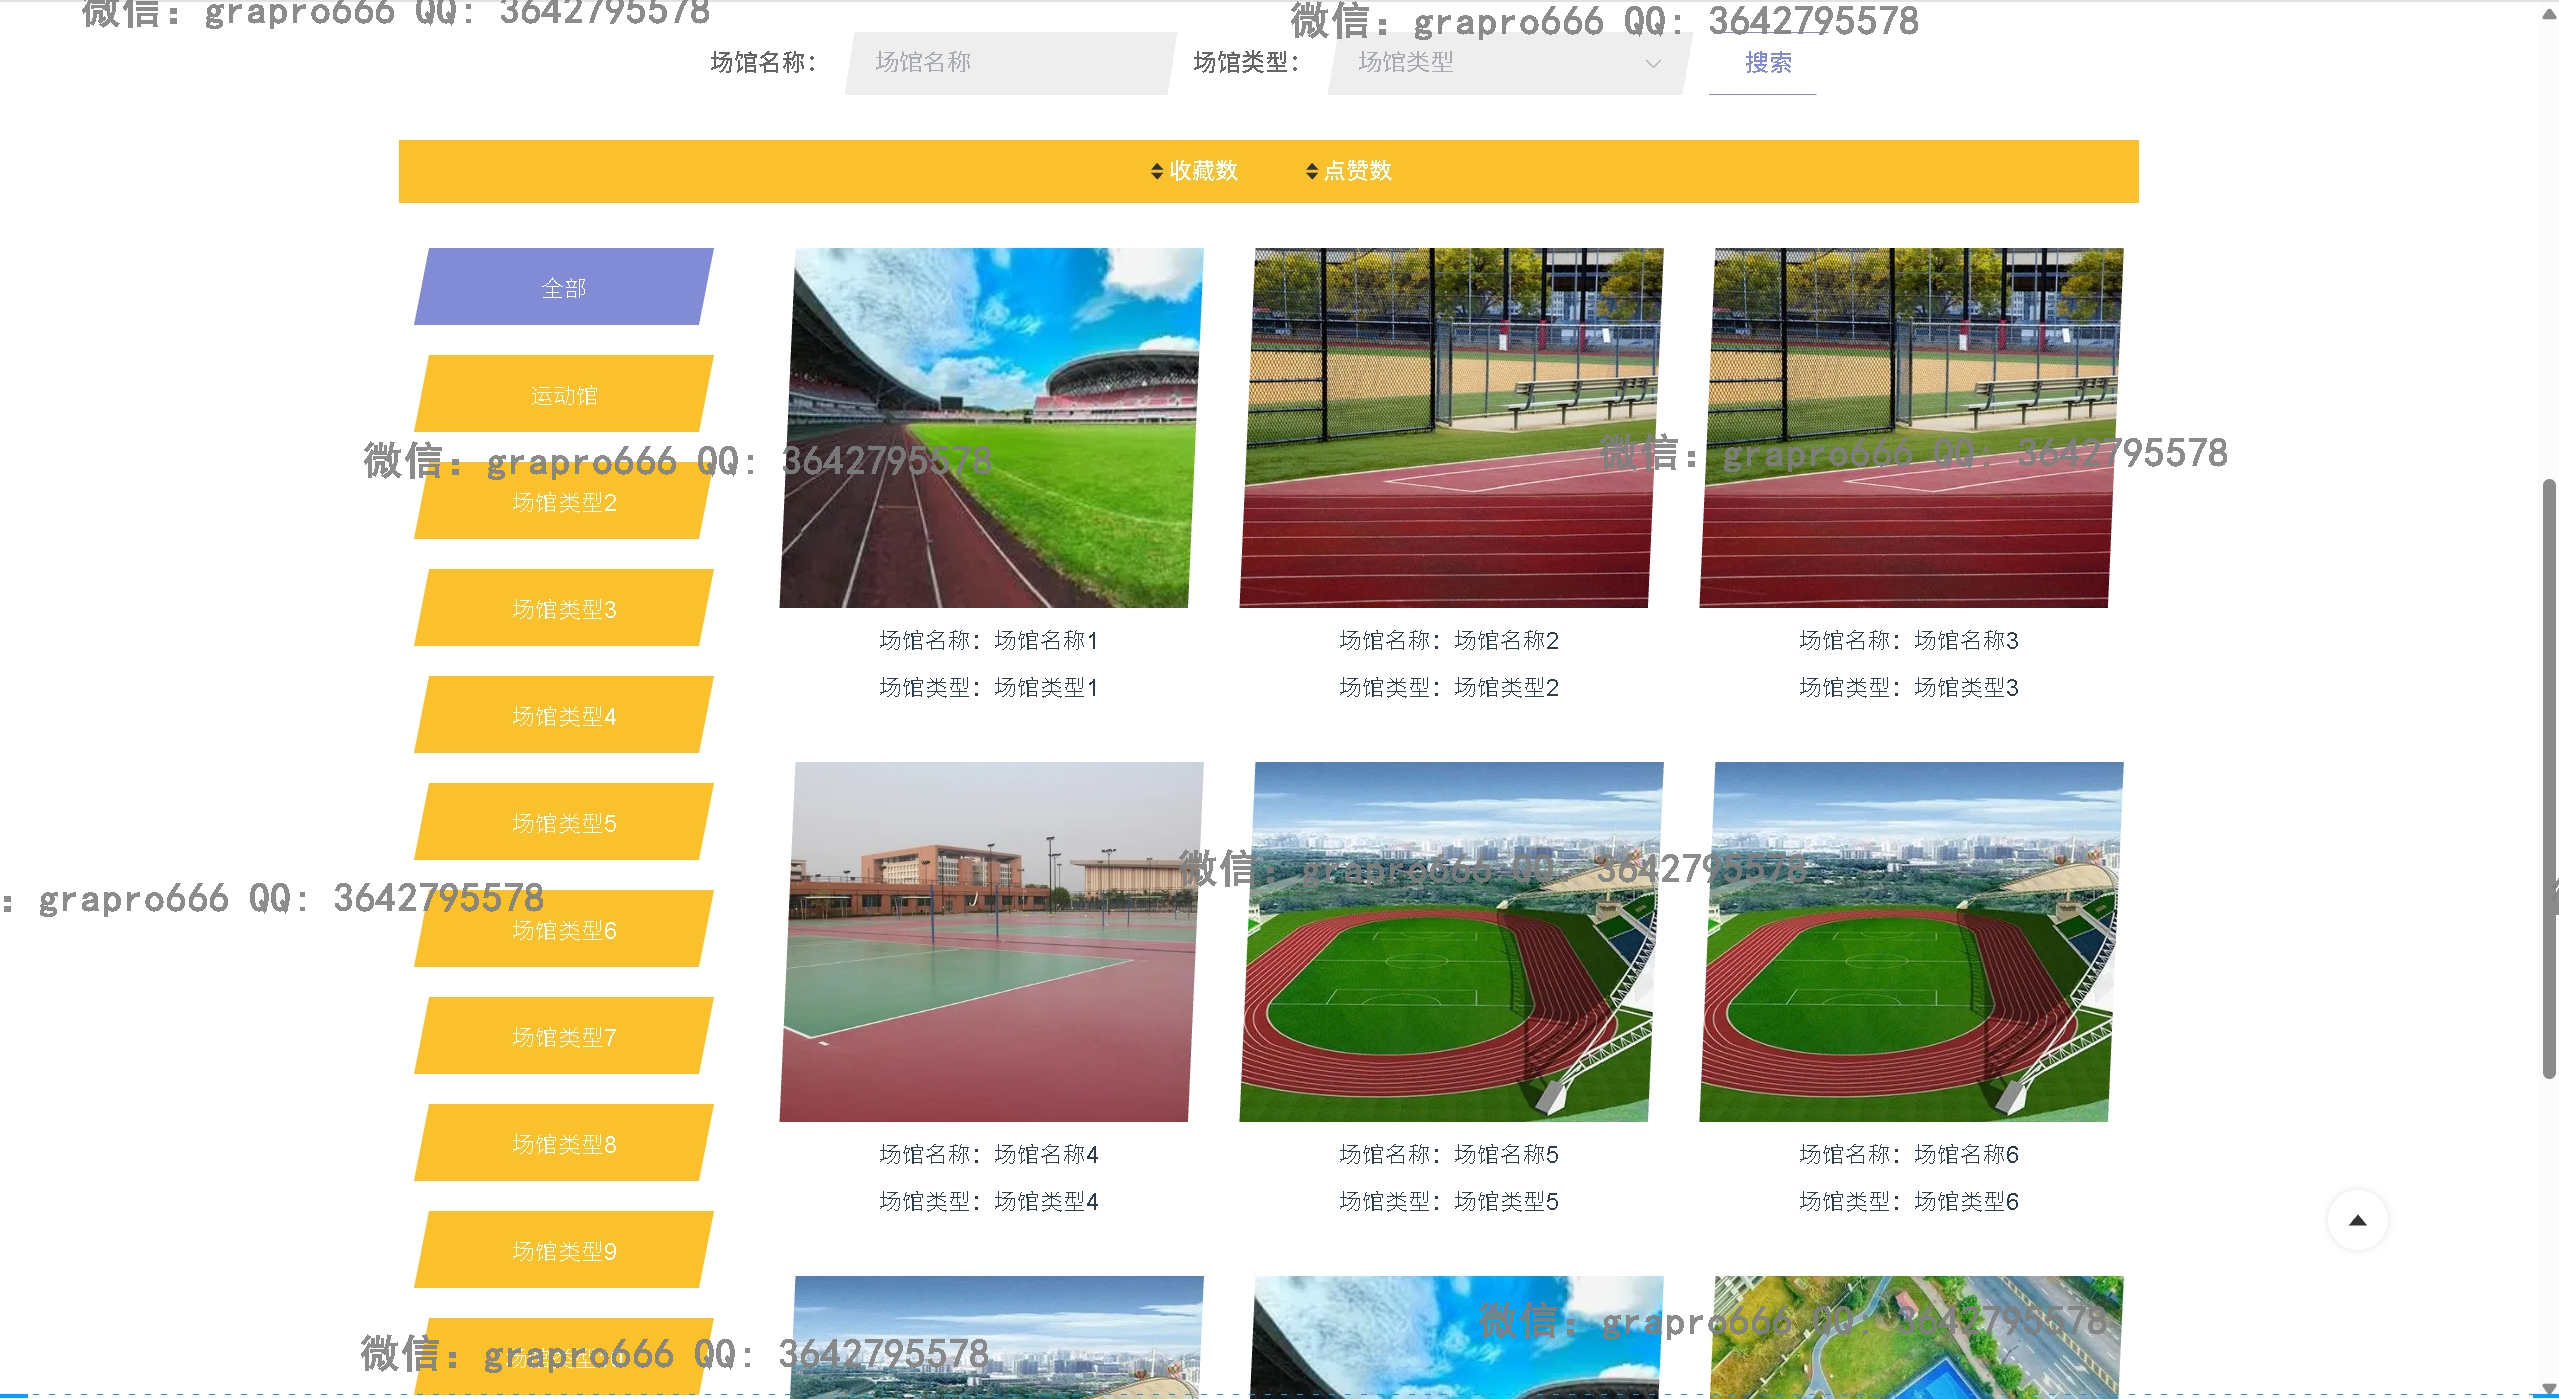 微信：grapro666 QQ: 3642795578
微信：grapro666 QQ: 3642795578
场馆名称：
场馆名称
场馆类型：
场馆类型
搜索
收藏数
点赞数
全部
运动馆
微信：grapro666 QQ: 3642795578
微信：grapro666 QQ: 3642795578
场馆类型2
场馆类型3
场馆名称：场馆名称1
场馆名称：场馆名称2
场馆名称：场馆名称3
场馆类型：场馆类型1
场馆类型：场馆类型2
场馆类型：场馆类型3
场馆类型4
场馆类型5
微信：grapro666 QQ: 3642795578
：grapro666 QQ: 3642795578
场馆类型6
场馆类型7
场馆类型8
场馆名称：场馆名称4
场馆名称：场馆名称5
场馆名称：场馆名称6
场馆类型：场馆类型4
场馆类型：场馆类型5
场馆类型：场馆类型6
场馆类型9
微信：grapro666 QQ: 3642795578
微信：grapro666 QQ: 3642795578